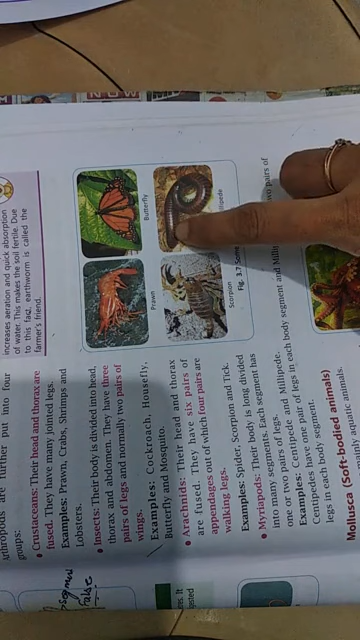 increases aeration and quick absorption
of water. This makes the soil fertile. Due
to this fact, earthworm is called the
farmer's friend.
are further put into four
groups:
• Crustaceans: Their head and thorax are
fused. They have many jointed legs.
Examples: Prawn, Crabs, Shrimps and
Lobsters.
• Insects: Their body is divided into head,
thorax and abdomen. They have three
pairs of legs and normally two pairs of
wings.
Examples: Cockroach, Housefly,
Butterfly and Mosquito.
• Arachnids: Their head and thorax
are fused. They have six pairs of
appendages out of which four pairs are
walking legs.
Examples: Spider, Scorpion and Tick.
• Myriapods: Their body is long divided
into many segments. Each segment has
one or two pairs of legs.
Examples: Centipede and Millipede.
Centipedes have one pair of legs in each body segment and
two pairs of
legs in each body segment.
Mollusca (Soft-bodied animals)
aquatic animals.
Butterfly
Prawn
Scorpion
Fig. 3.7
NOW